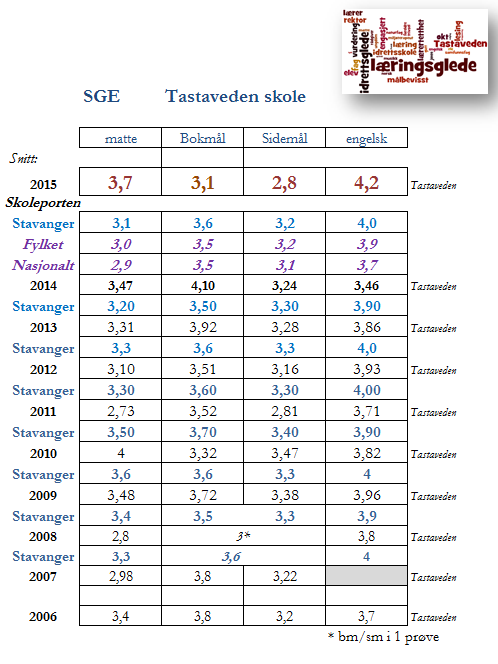 lærer
rektor
vurdering
fag
elev
idrettsglede
engasjert
læring
idrettsskole
lærertetthet
økt
lesing
Tastaveden
samfunnsfag
læringsglede
målbevisst
SGE Tastaveden skole
matte Bokmål Sidemål engelsk
Snitt:
2015 3,7 3,1 2,8 4,2 Tastaveden
Skoleporten
Stavanger 3,1 3,6 3,2 4,0
Fylket 3,0 3,5 3,2 3,9
Nasjonalt 2,9 3,5 3,1 3,7
2014 3,47 4,10 3,24 3,46 Tastaveden
Stavanger 3,20 3,50 3,30 3,90
2013 3,31 3,92 3,28 3,86 Tastaveden
Stavanger 3,3 3,6 3,3 4,0
2012 3,10 3,51 3,16 3,93 Tastaveden
Stavanger 3,30 3,60 3,30 4,00
2011 2,73 3,52 2,81 3,71 Tastaveden
Stavanger 3,50 3,70 3,40 3,90
2010 4 3,32 3,47 3,82 Tastaveden
Stavanger 3,6 3,6 3,3 4
2009 3,48 3,72 3,38 3,96 Tastaveden
Stavanger 3,4 3,5 3,3 3,9
2008 2,8 3* 3,8 Tastaveden
Stavanger 3,3 3,6 4
2007 2,98 3,8 3,22 Tastaveden
2006 3,4 3,8 3,2 3,7 Tastaveden
* bm/sm i 1 prøve